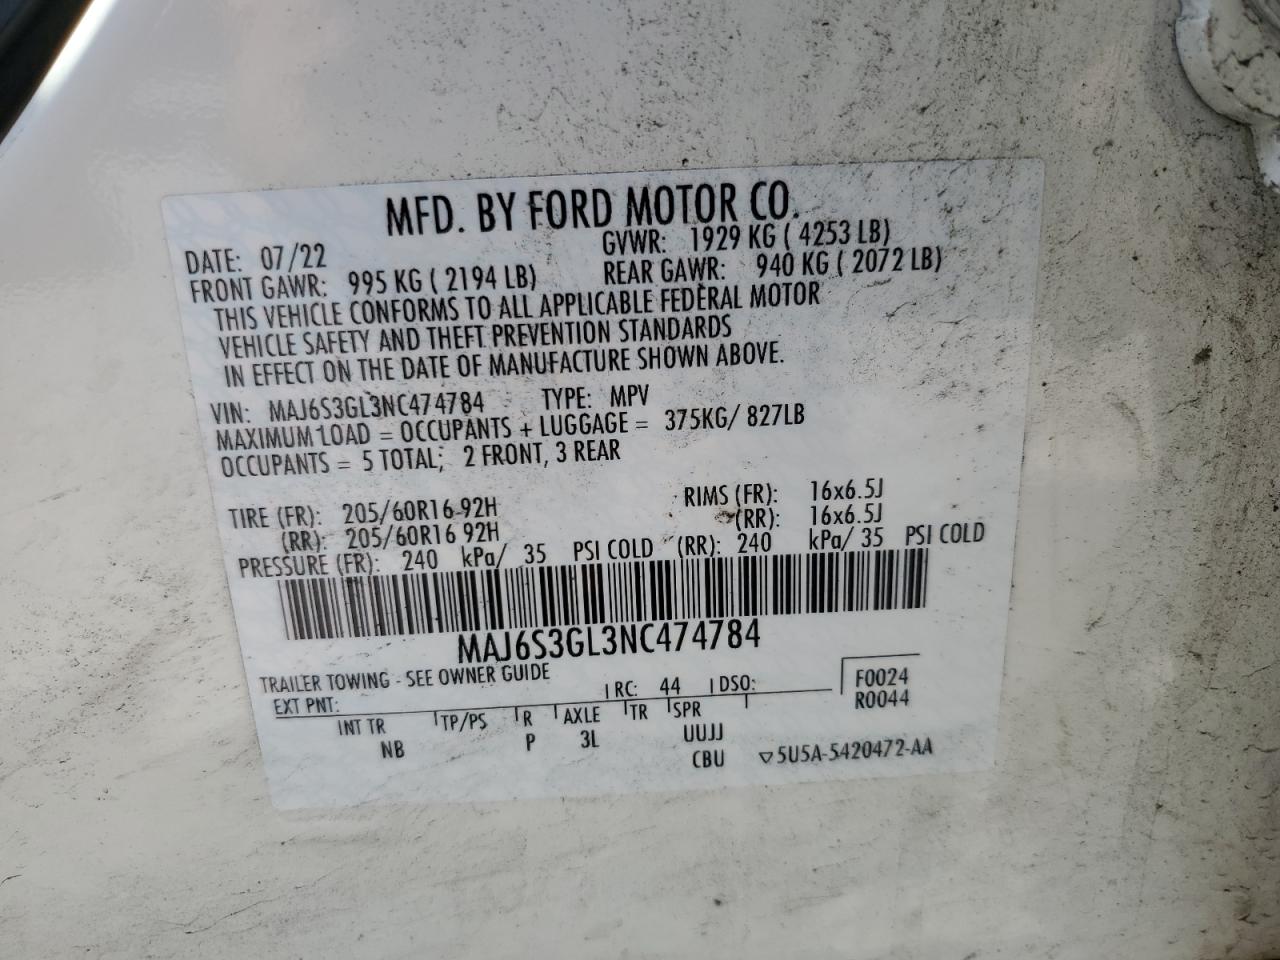 MFD. BY FORD MOTOR CO.
DATE: 07/22 GVWR: 1929 KG ( 4253 LB)
FRONT GAWR: 995 KG ( 2194 LB) REAR GAWR: 940 KG ( 2072 LB)
THIS VEHICLE CONFORMS TO ALL APPLICABLE FEDERAL MOTOR
VEHICLE SAFETY AND THEFT PREVENTION STANDARDS
IN EFFECT ON THE DATE OF MANUFACTURE SHOWN ABOVE.
VIN: MAJ6S3GL3NC474784 TYPE: MPV
MAXIMUM LOAD = OCCUPANTS + LUGGAGE = 375KG/ 827LB
OCCUPANTS = 5 TOTAL; 2 FRONT, 3 REAR
TIRE (FR): 205/60R16 92H RIMS (FR): 16x6.5J
(RR): 205/60R16 92H (RR): 16x6.5J
PRESSURE (FR): 240 kPa/ 35 PSI COLD (RR): 240 kPa/ 35 PSI COLD
MAJ6S3GL3NC474784
TRAILER TOWING - SEE OWNER GUIDE
EXT PNT: RC: 44 DSO: F0024
R0044
INT TR TP/PS R AXLE TR SPR
NB P 3L UUJJ
CBU ▽5U5A-5420472-AA